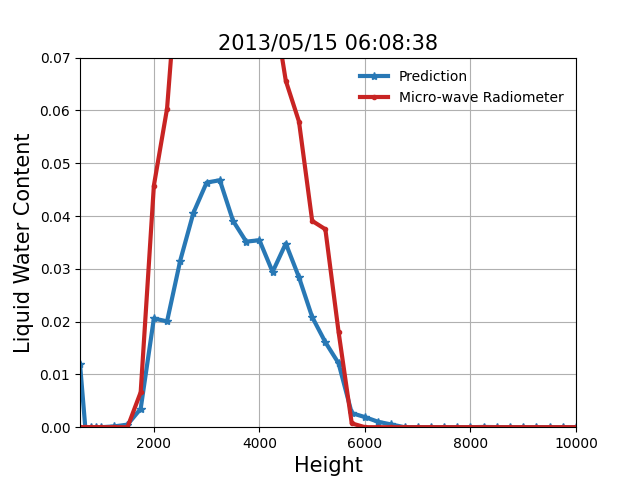 2013/05/15 06:08:38
Prediction
Micro-wave Radiometer
Liquid Water Content
0.07
0.06
0.05
0.04
0.03
0.02
0.01
0.00
2000 4000 6000 8000 10000
Height